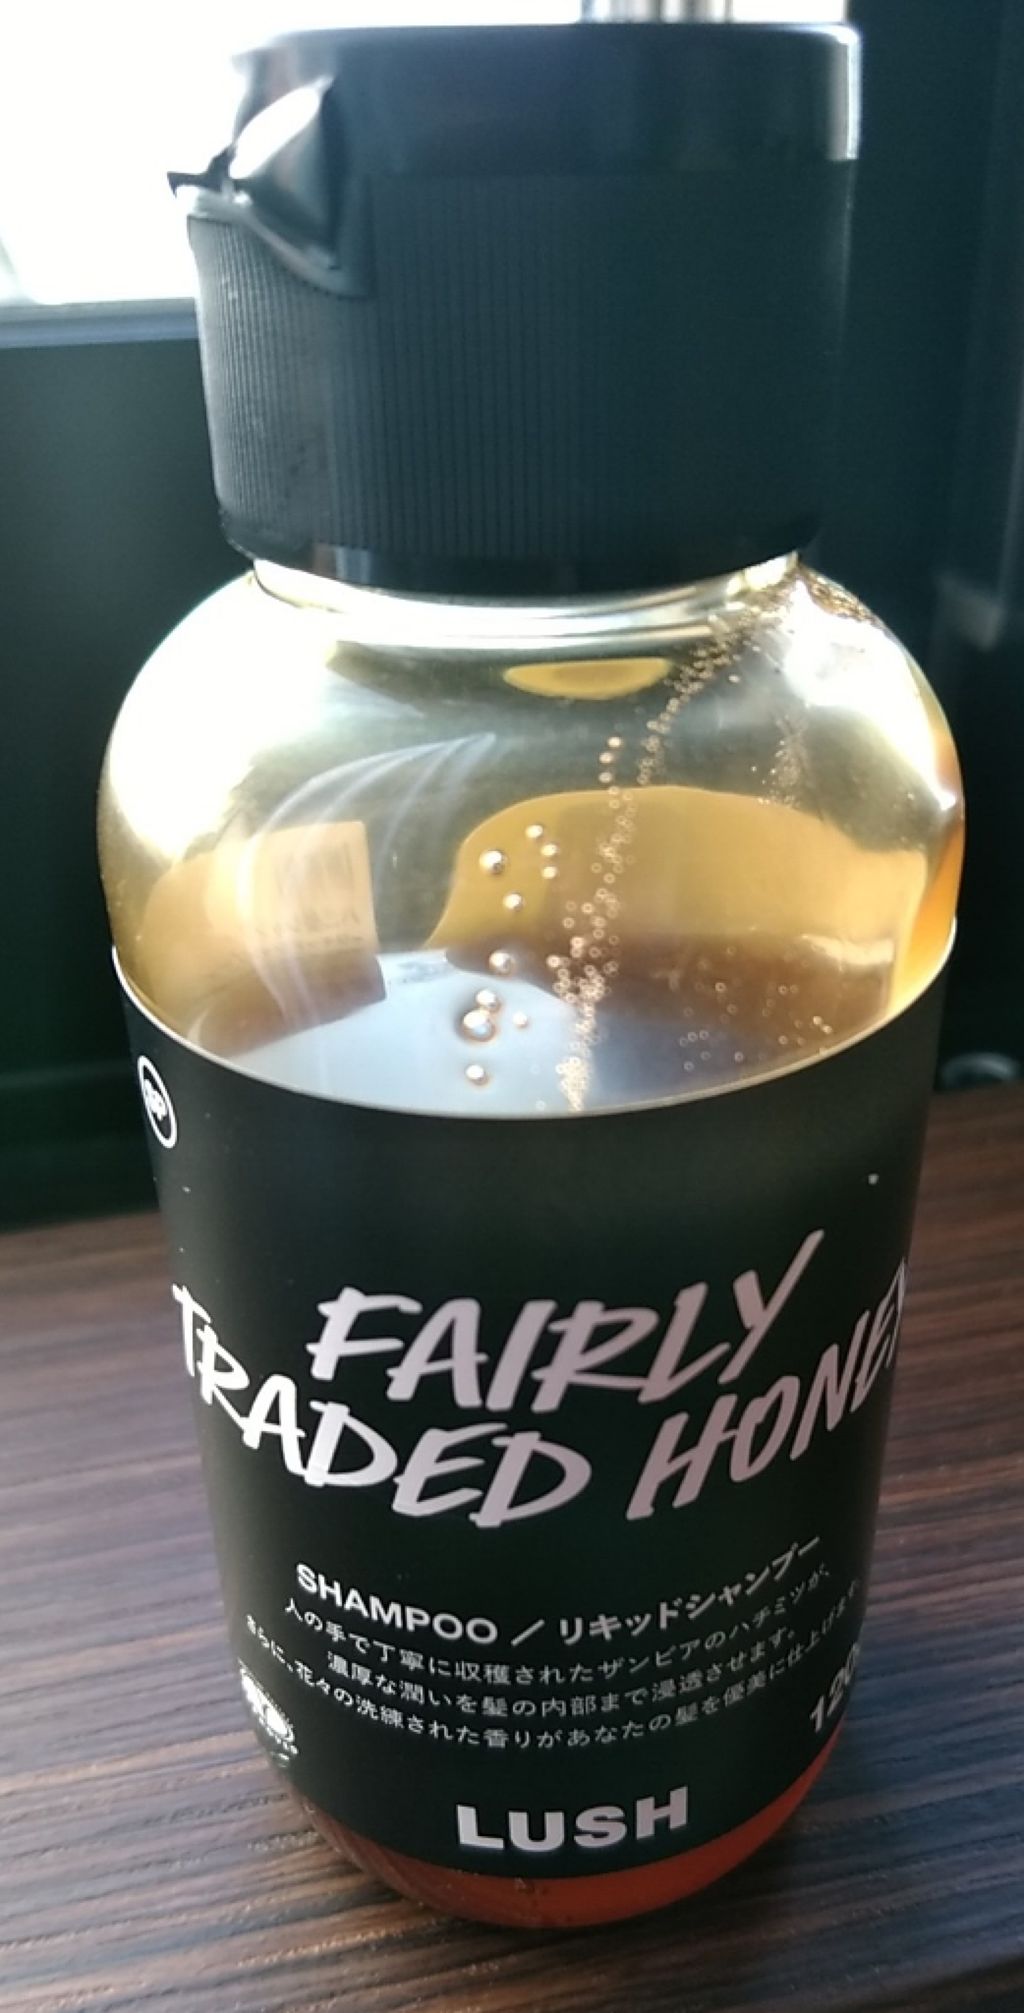 FAIRLY
TRADED HONEY
SHAMPOO / リキッドシャンプー
人の手で丁寧に収穫されたザンビアのハチミツが、
濃厚な潤いを髪の内部まで浸透させます。
さらに、花々の洗練された香りがあなたの髪を優美に仕上げます。
LUSH